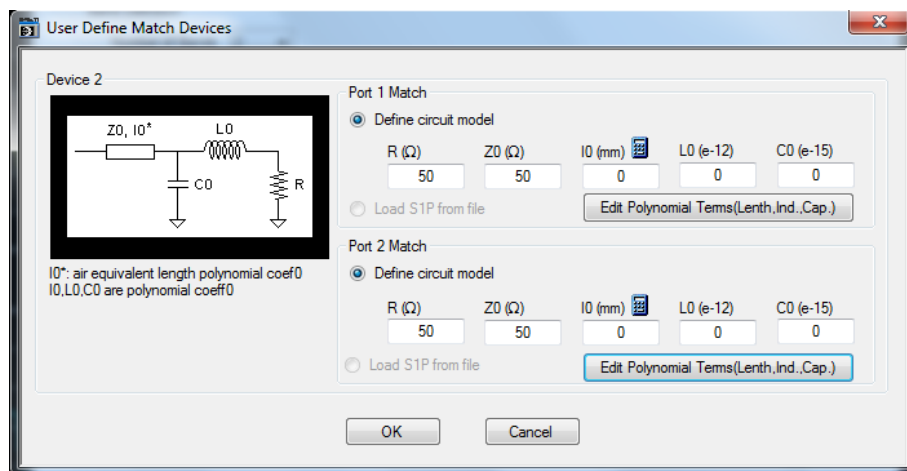 User Define Match Devices
Device 2
Z0, l0*
L0
C0
R
l0*: air equivalent length polynomial coef0
l0,L0,C0 are polynomial coeff0
Port 1 Match
Define circuit model
R (Ω) Z0 (Ω) l0 (mm) L0 (e-12) C0 (e-15)
50 50 0 0 0
Load S1P from file Edit Polynomial Terms(Lenth,Ind.,Cap.)
Port 2 Match
Define circuit model
R (Ω) Z0 (Ω) l0 (mm) L0 (e-12) C0 (e-15)
50 50 0 0 0
Load S1P from file Edit Polynomial Terms(Lenth,Ind.,Cap.)
OK Cancel